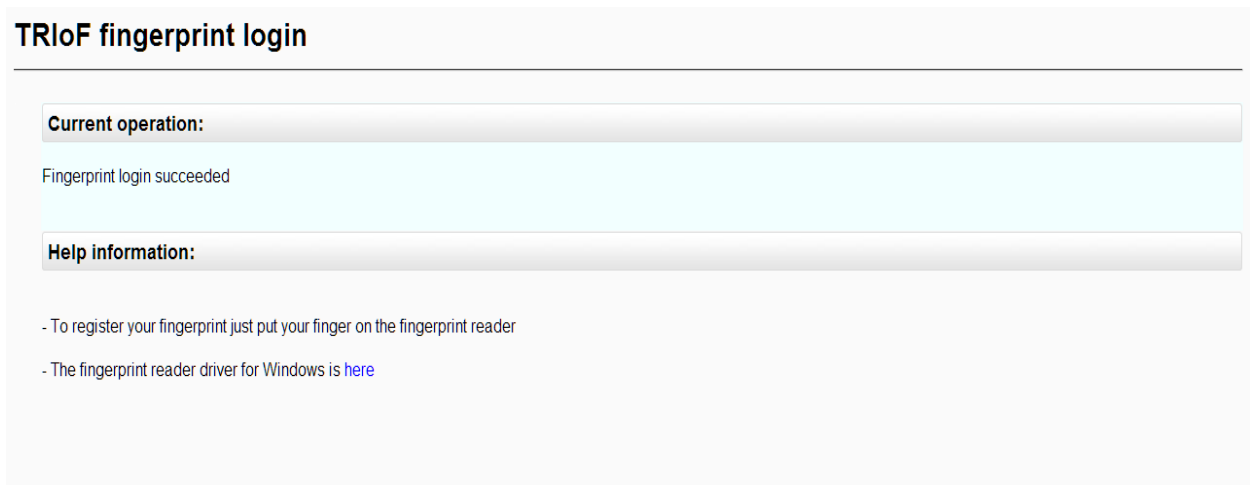 TRIoF fingerprint login
Current operation:
Fingerprint login succeeded
Help information:
- To register your fingerprint just put your finger on the fingerprint reader
- The fingerprint reader driver for Windows is here